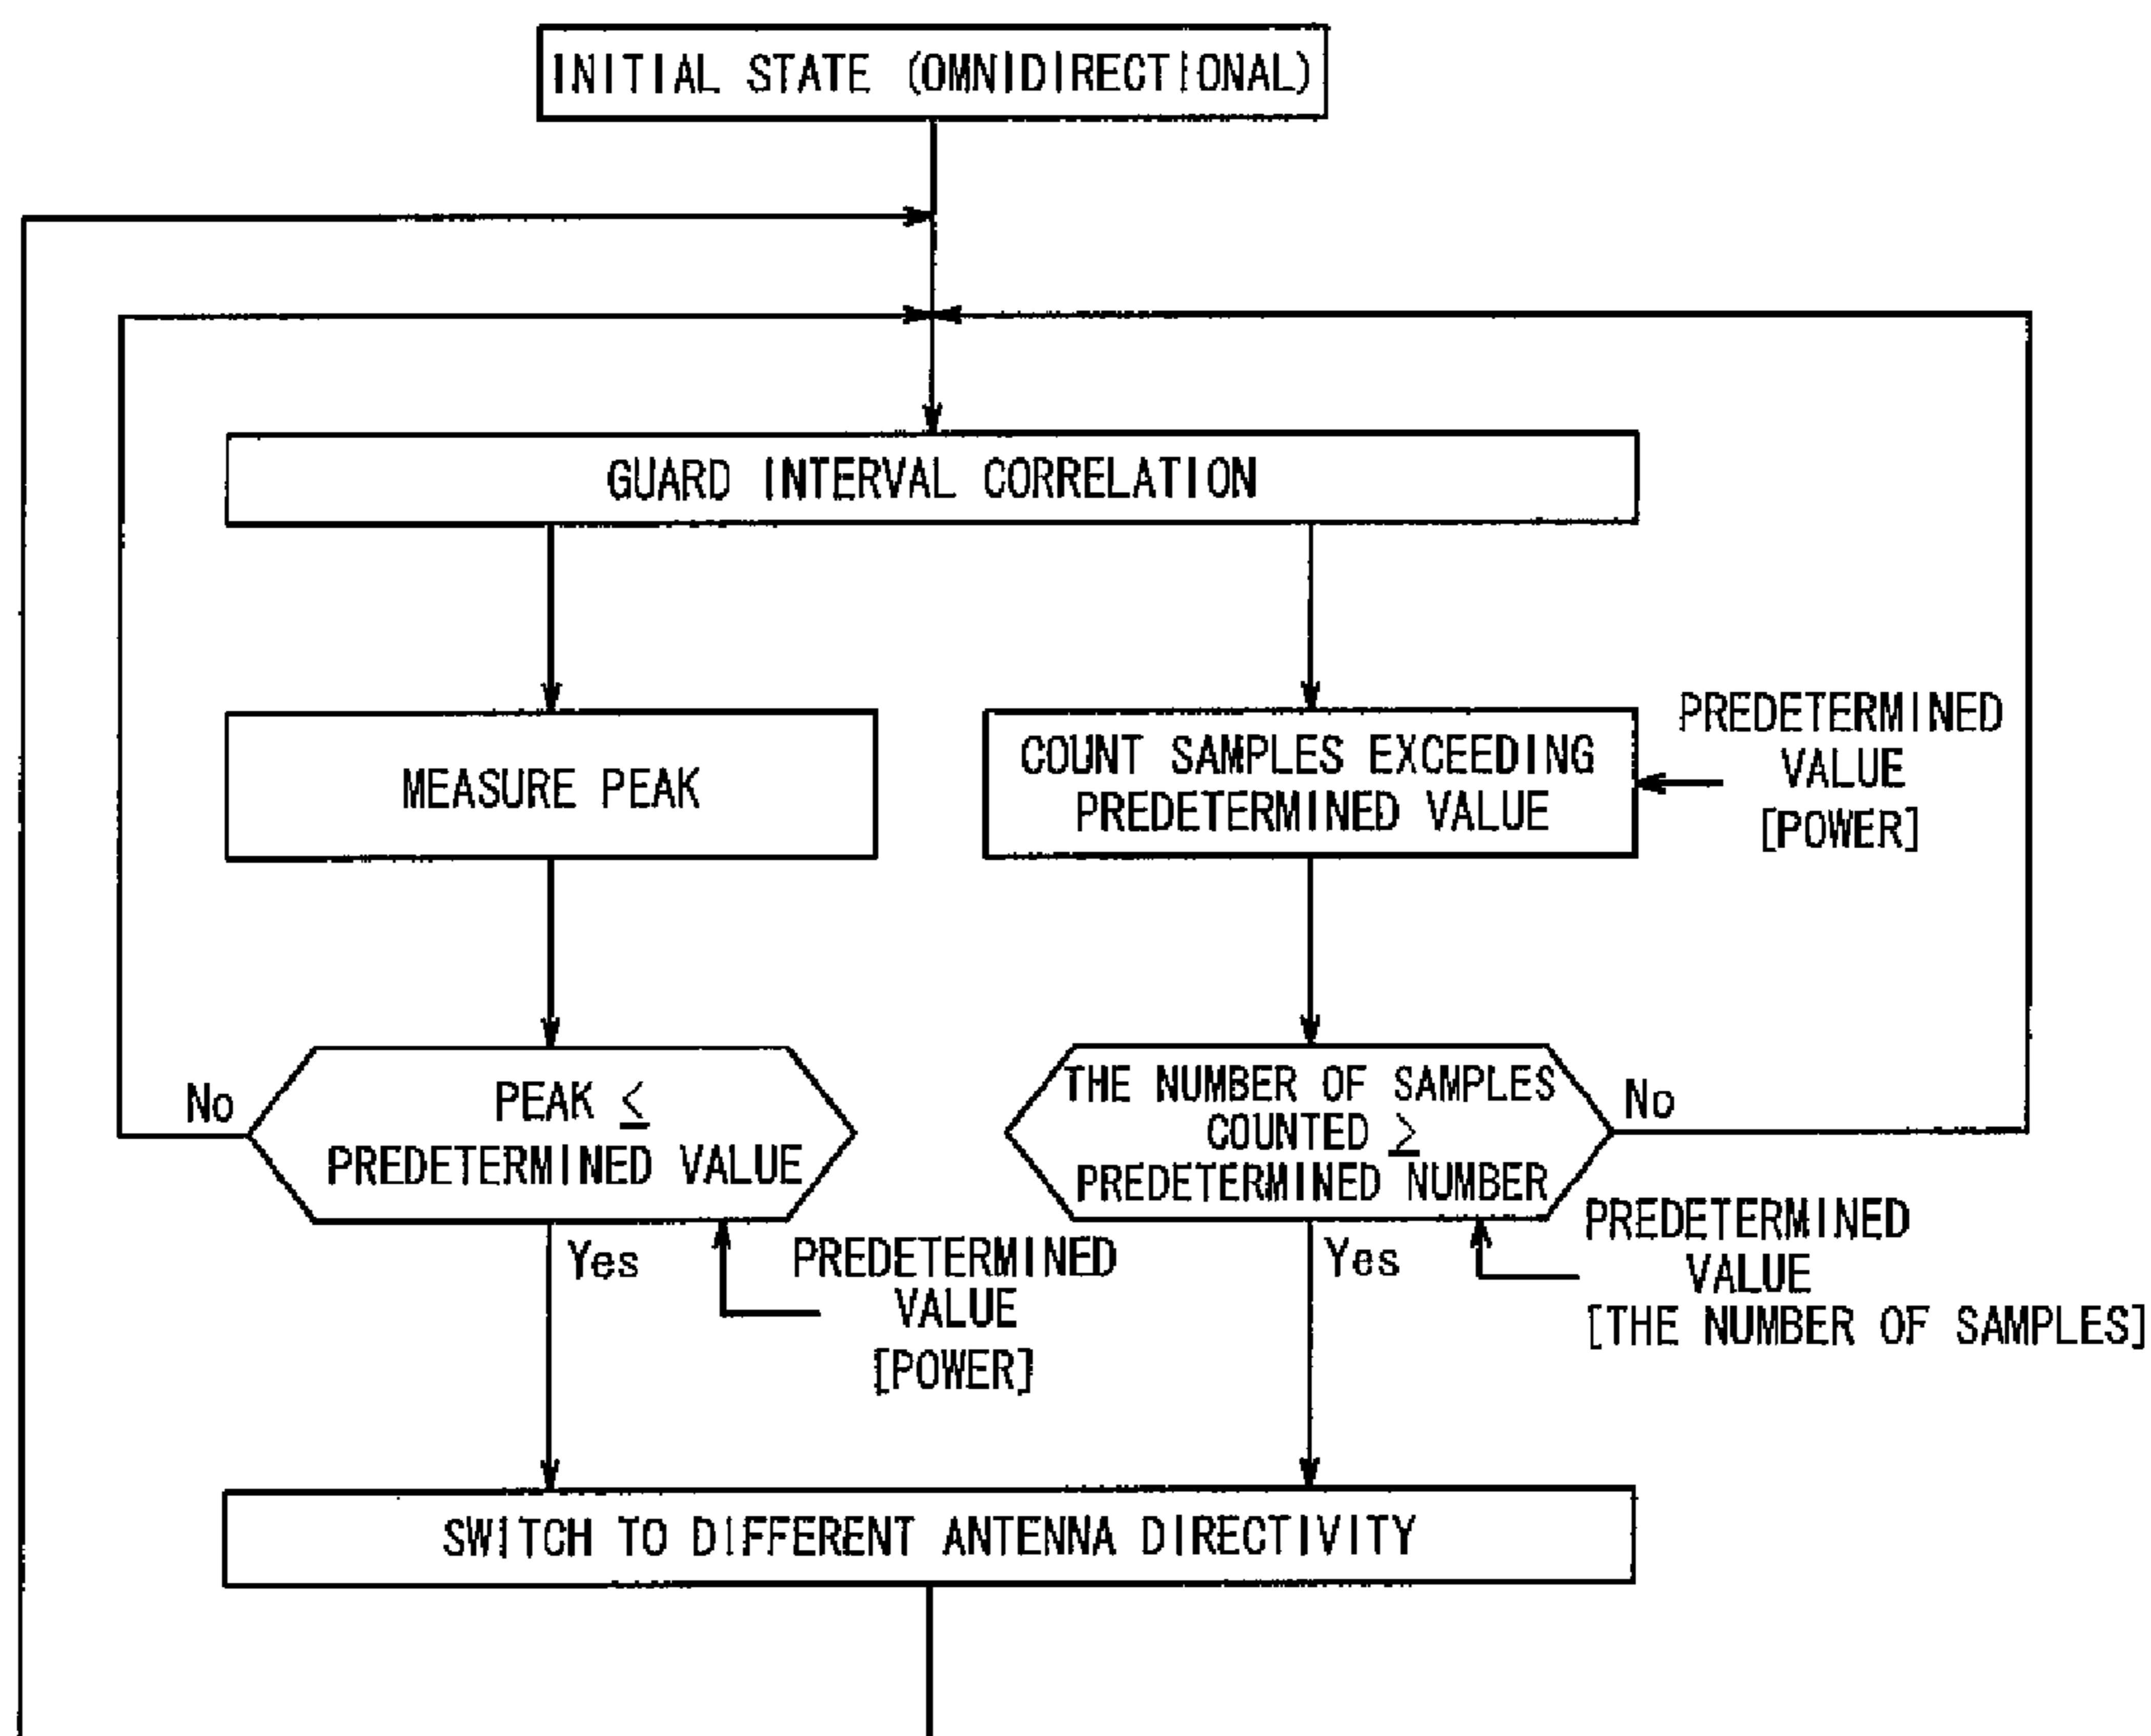 INITIAL STATE (OMNIDIRECTIONAL)
GUARD INTERVAL CORRELATION
MEASURE PEAK
COUNT SAMPLES EXCEEDING
PREDETERMINED VALUE
PREDETERMINED
VALUE
[POWER]
No
PEAK ≤
PREDETERMINED VALUE
THE NUMBER OF SAMPLES
COUNTED ≥
PREDETERMINED NUMBER
No
Yes
PREDETERMINED
VALUE
[POWER]
Yes
PREDETERMINED
VALUE
[THE NUMBER OF SAMPLES]
SWITCH TO DIFFERENT ANTENNA DIRECTIVITY